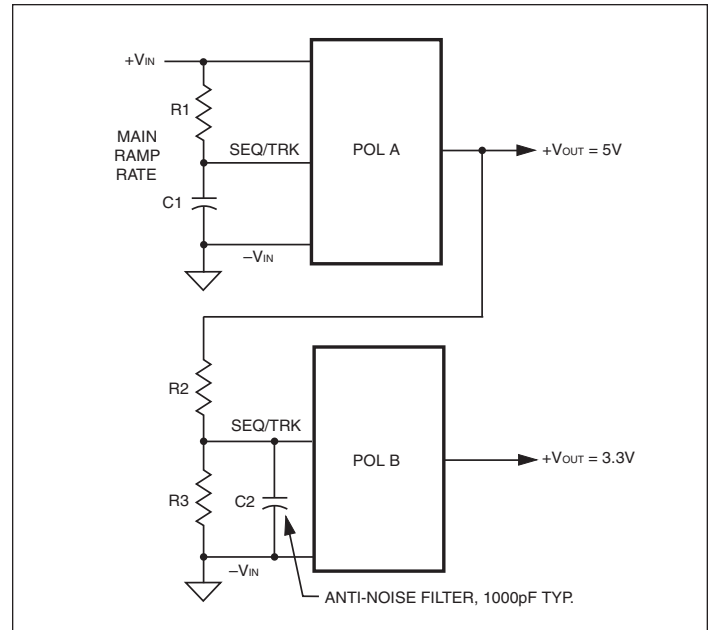 +VIN
R1
MAIN
RAMP
RATE
SEQ/TRK
C1
−VIN
POL A
+VOUT = 5V
R2
SEQ/TRK
R3
C2
−VIN
POL B
+VOUT = 3.3V
ANTI-NOISE FILTER, 1000pF TYP.